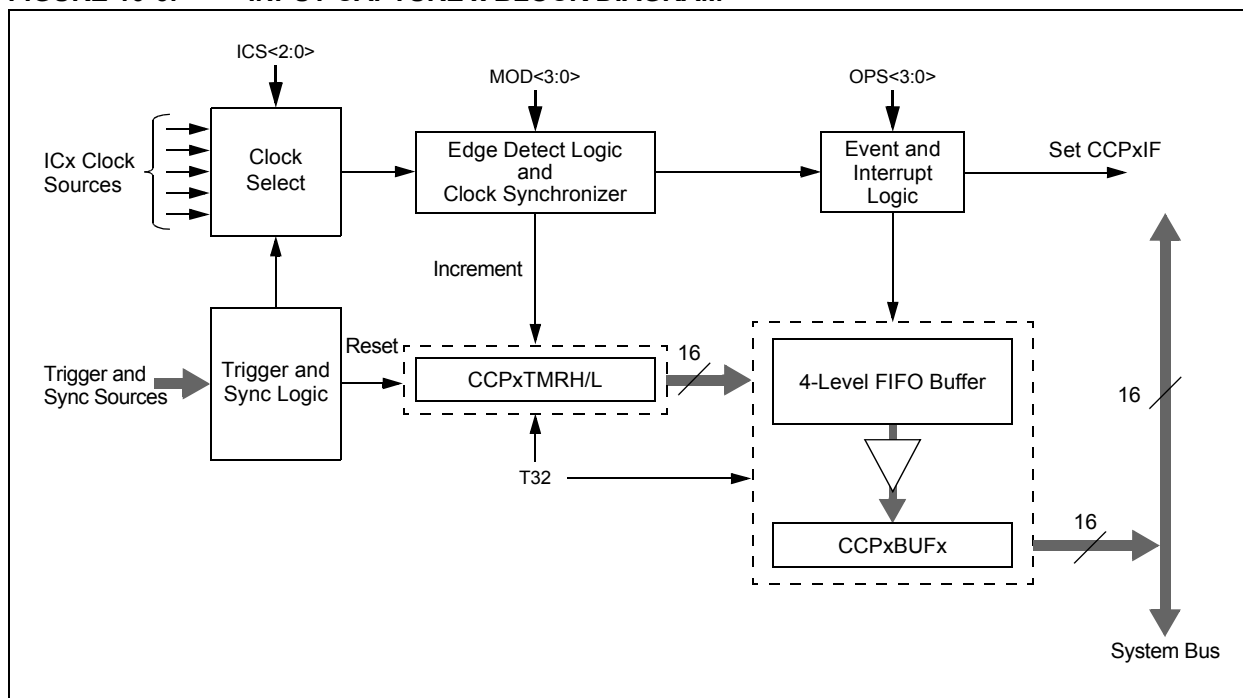 ICS<2:0>
MOD<3:0>
OPS<3:0>
ICx Clock
Sources
Clock
Select
Edge Detect Logic
and
Clock Synchronizer
Event and
Interrupt
Logic
Set CCPxIF
Increment
Trigger and
Sync Sources
Trigger and
Sync Logic
Reset
CCPxTMRH/L
16
4-Level FIFO Buffer
16
T32
CCPxBUFx
16
System Bus